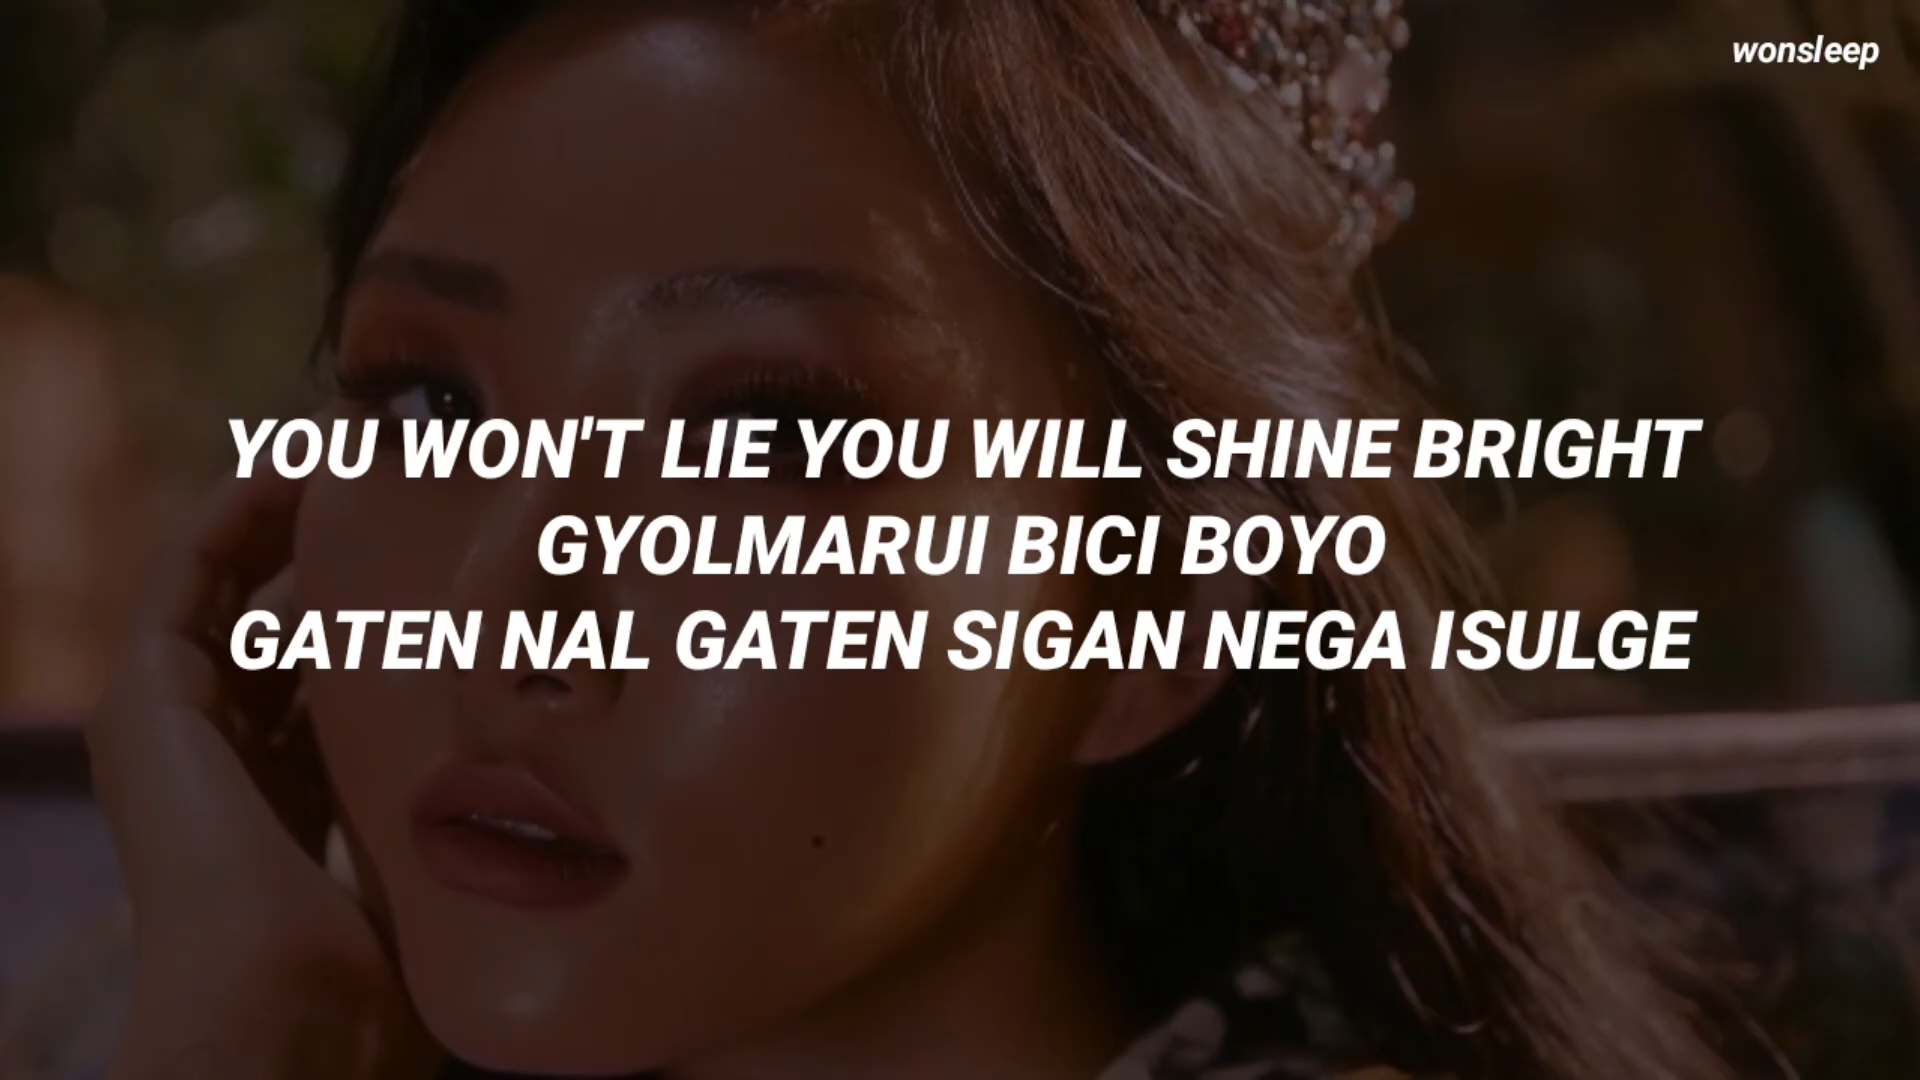 wonsleep
YOU WON'T LIE YOU WILL SHINE BRIGHT
GYOLMARUI BICI BOYO
GATEN NAL GATEN SIGAN NEGA ISULGE